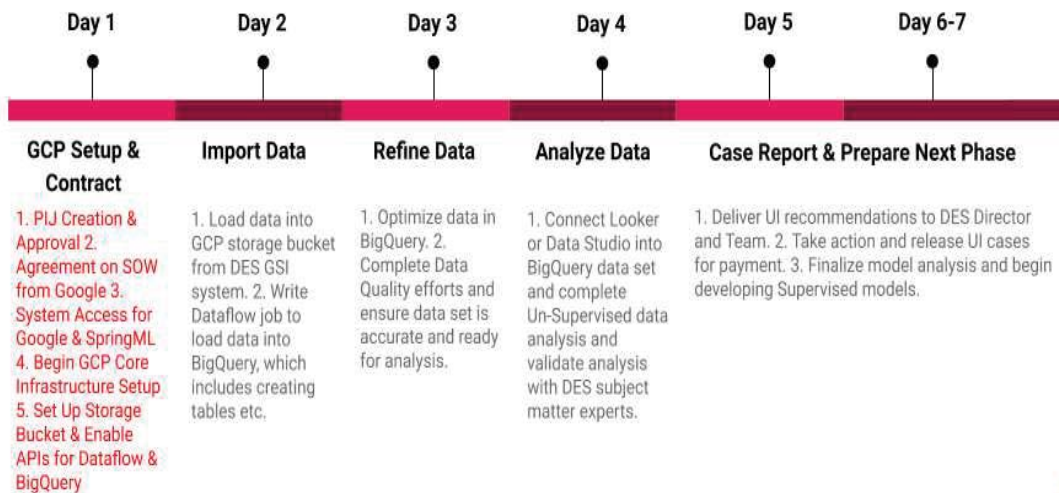 Day 1
Day 2
Day 3
Day 4
Day 5
Day 6-7
GCP Setup &
Contract
1. PIJ Creation &
Approval 2.
Agreement on SOW
from Google 3.
System Access for
Google & SpringML
4. Begin GCP Core
Infrastructure Setup
5. Set Up Storage
Bucket & Enable
APIs for Dataflow &
BigQuery
Import Data
1. Load data into
GCP storage bucket
from DES GSI
system. 2. Write
Dataflow job to
load data into
BigQuery, which
includes creating
tables etc.
Refine Data
1. Optimize data in
BigQuery. 2.
Complete Data
Quality efforts and
ensure data set is
accurate and ready
for analysis.
Analyze Data
1. Connect Looker
or Data Studio into
BigQuery data set
and complete
Un-Supervised data
analysis and
validate analysis
with DES subject
matter experts.
Case Report & Prepare Next Phase
1. Deliver UI recommendations to DES Director
and Team. 2. Take action and release UI cases
for payment. 3. Finalize model analysis and begin
developing Supervised models.